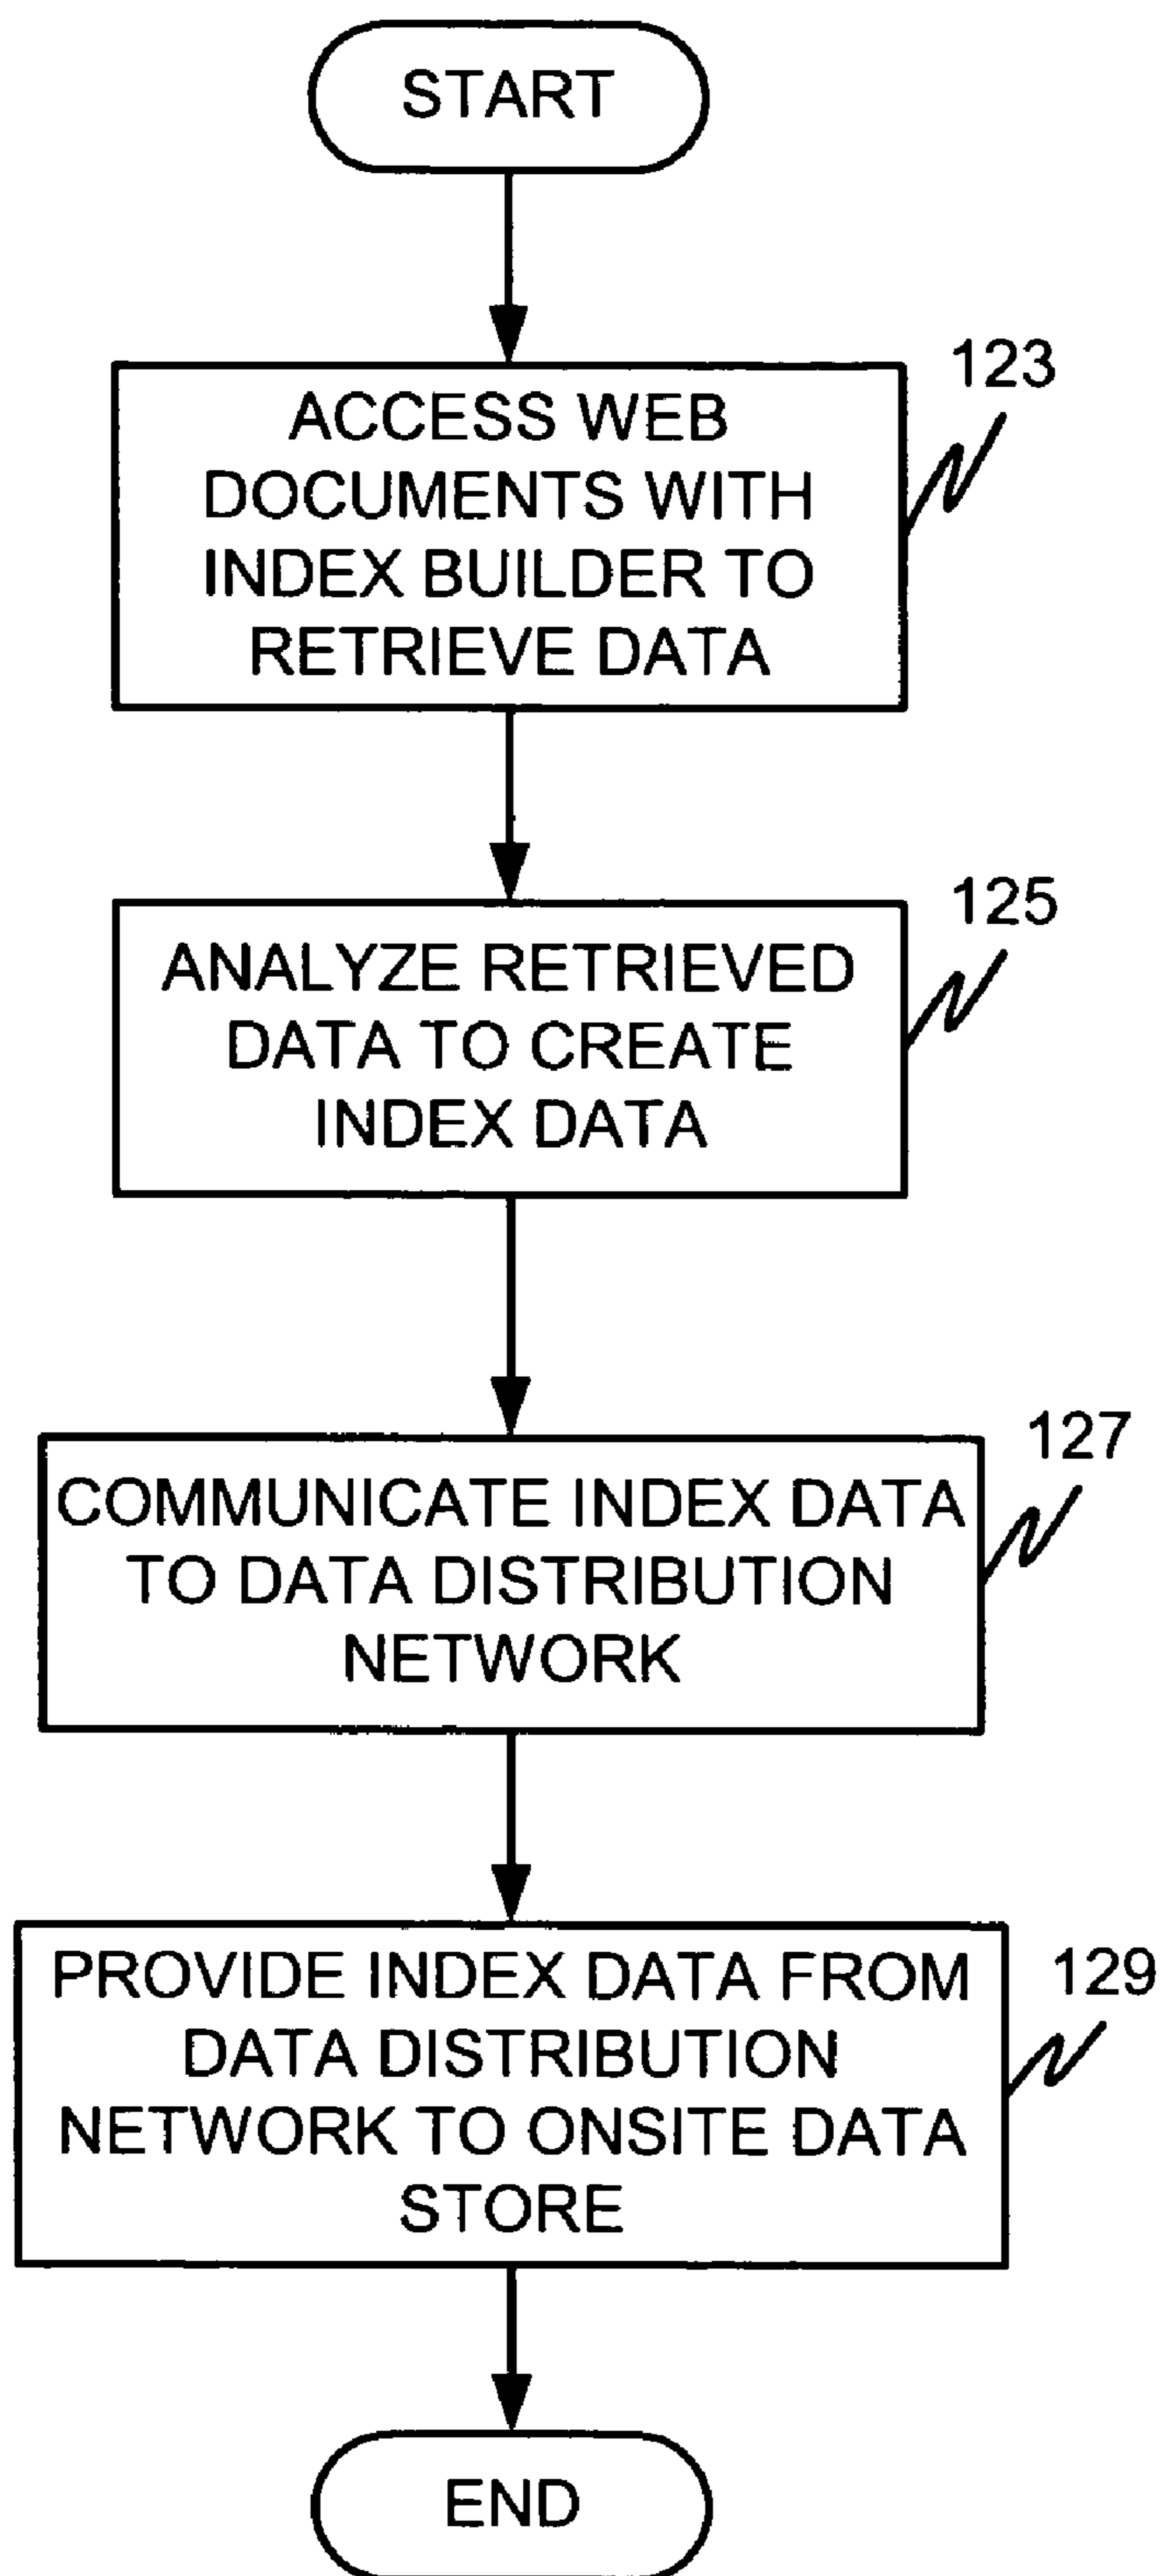 START
123
ACCESS WEB
DOCUMENTS WITH
INDEX BUILDER TO
RETRIEVE DATA
125
ANALYZE RETRIEVED
DATA TO CREATE
INDEX DATA
127
COMMUNICATE INDEX DATA
TO DATA DISTRIBUTION
NETWORK
129
PROVIDE INDEX DATA FROM
DATA DISTRIBUTION
NETWORK TO ONSITE DATA
STORE
END